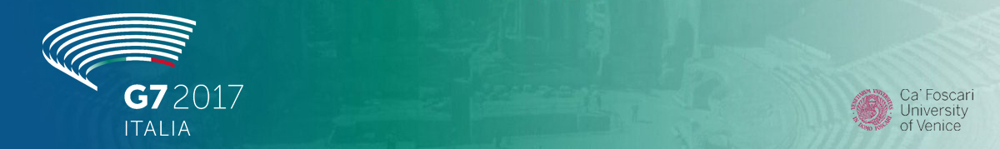 G7 2017
ITALIA
Ca' Foscari
University
of Venice